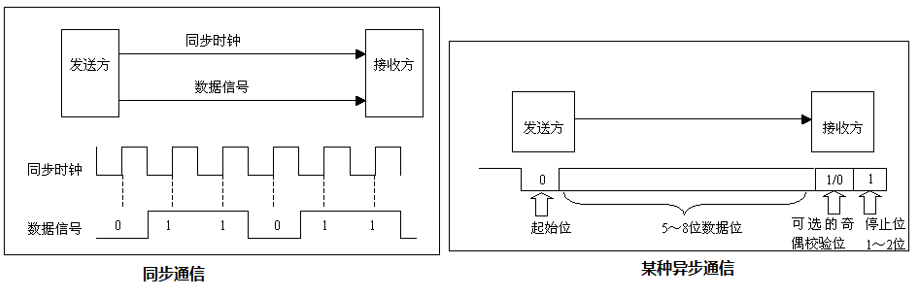 同步时钟
发送方
接收方
数据信号
同步时钟
数据信号
0 1 1 0 1 1
同步通信
发送方
接收方
0
1/0
1
起始位
5～8位数据位
可选的奇
偶校验位
停止位
1～2位
某种异步通信